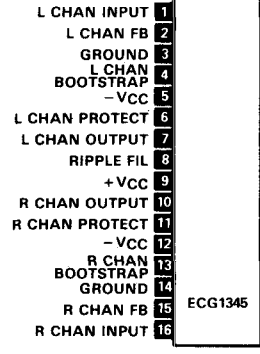 L CHAN INPUT 1
L CHAN FB 2
GROUND 3
L CHAN
BOOTSTRAP 4
-VCC 5
L CHAN PROTECT 6
L CHAN OUTPUT 7
RIPPLE FIL 8
+VCC 9
R CHAN OUTPUT 10
R CHAN PROTECT 11
-VCC 12
R CHAN
BOOTSTRAP 13
GROUND 14
R CHAN FB 15
R CHAN INPUT 16
ECG1345